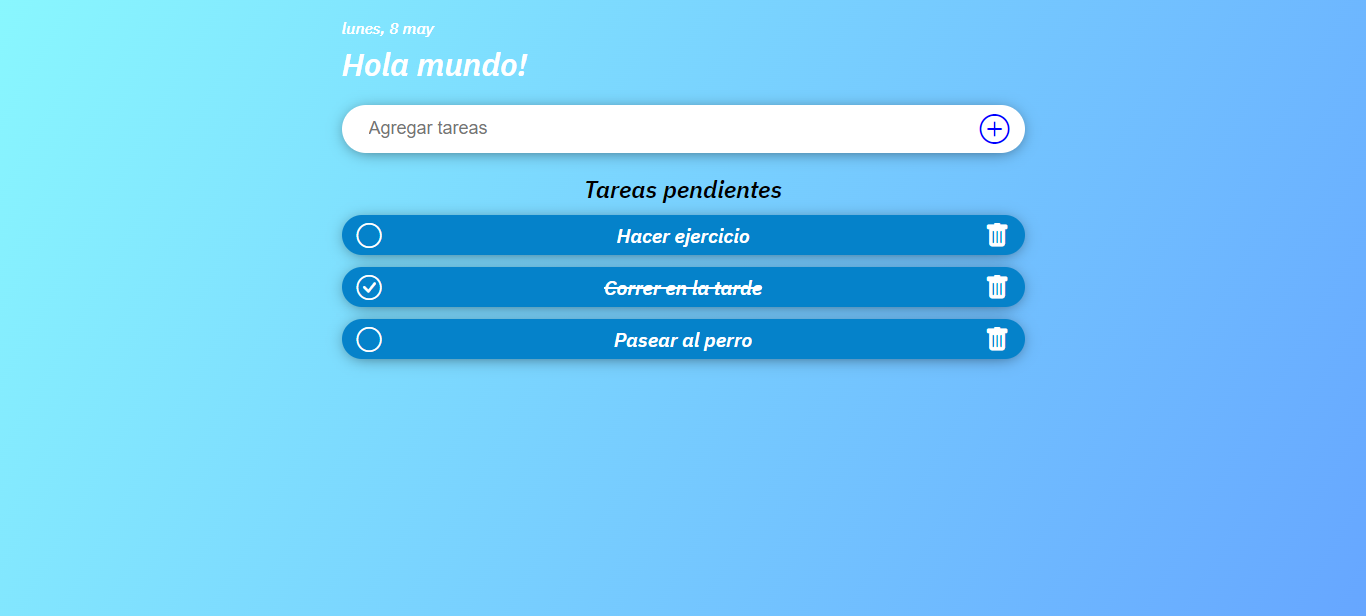 lunes, 8 may
Hola mundo!
Agregar tareas
Tareas pendientes
Hacer ejercicio
Correr en la tarde
Pasear al perro